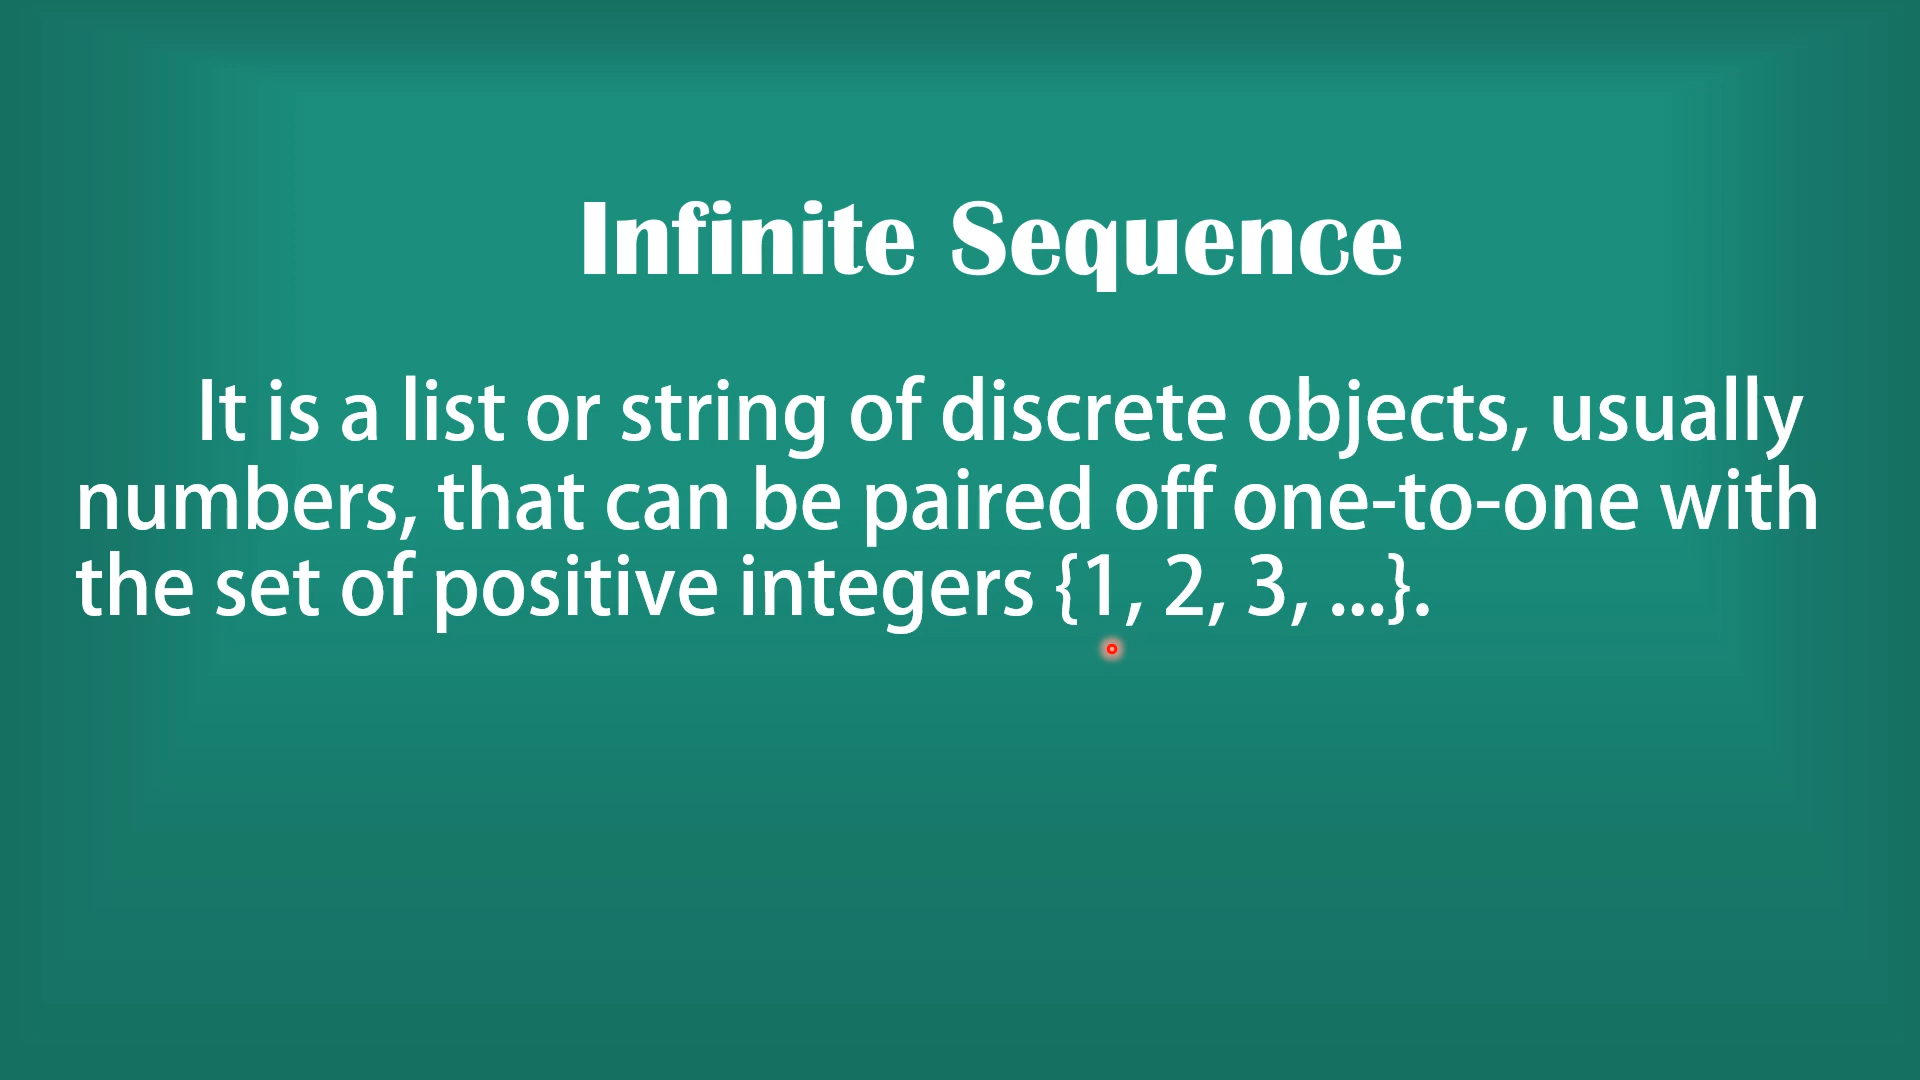 Infinite Sequence
It is a list or string of discrete objects, usually
numbers, that can be paired off one-to-one with
the set of positive integers {1, 2, 3, ...}.